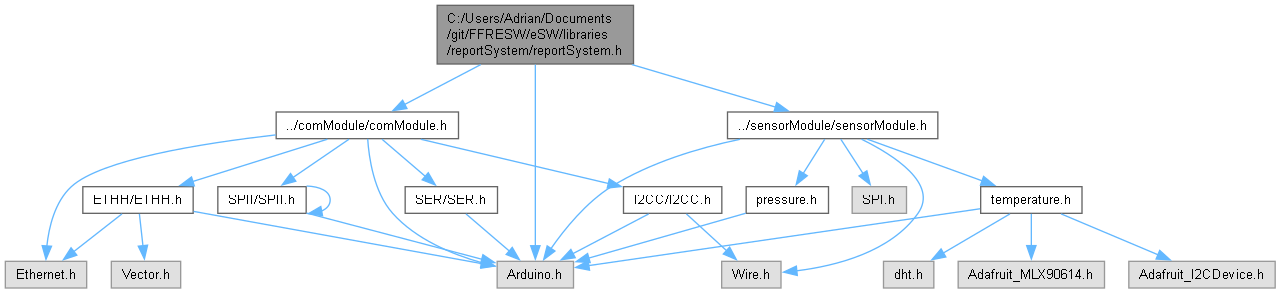 C:/Users/Adrian/Documents
/git/FFRESW/eSW/libraries
/reportSystem/reportSystem.h
../comModule/comModule.h
../sensorModule/sensorModule.h
ETHH/ETHH.h
SPII/SPII.h
SER/SER.h
I2CC/I2CC.h
pressure.h
SPI.h
temperature.h
Ethernet.h
Vector.h
Arduino.h
Wire.h
dht.h
Adafruit_MLX90614.h
Adafruit_I2CDevice.h